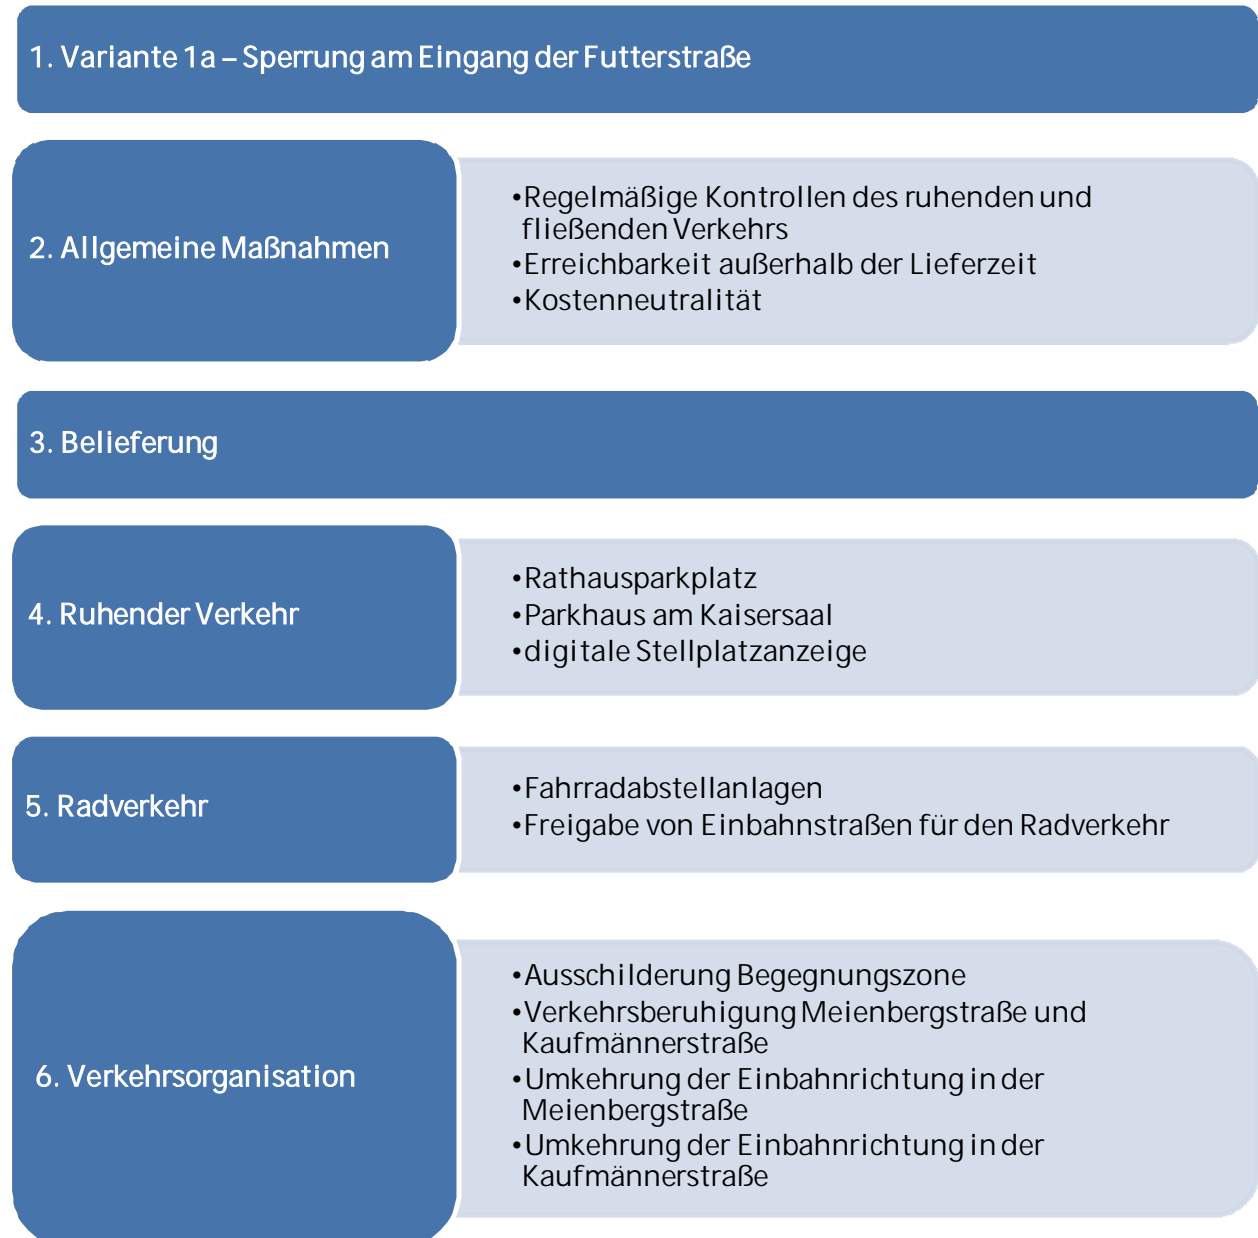 1. Variante 1a – Sperrung am Eingang der Futterstraße
2. Allgemeine Maßnahmen
•Regelmäßige Kontrollen des ruhenden und
fließenden Verkehrs
•Erreichbarkeit außerhalb der Lieferzeit
•Kostenneutralität
3. Belieferung
4. Ruhender Verkehr
•Rathausparkplatz
•Parkhaus am Kaisersaal
•digitale Stellplatzanzeige
5. Radverkehr
•Fahrradabstellanlagen
•Freigabe von Einbahnstraßen für den Radverkehr
6. Verkehrsorganisation
•Ausschilderung Begegnungszone
•Verkehrsberuhigung Meienbergstraße und
Kaufmännerstraße
•Umkehrung der Einbahnrichtung in der
Meienbergstraße
•Umkehrung der Einbahnrichtung in der
Kaufmännerstraße